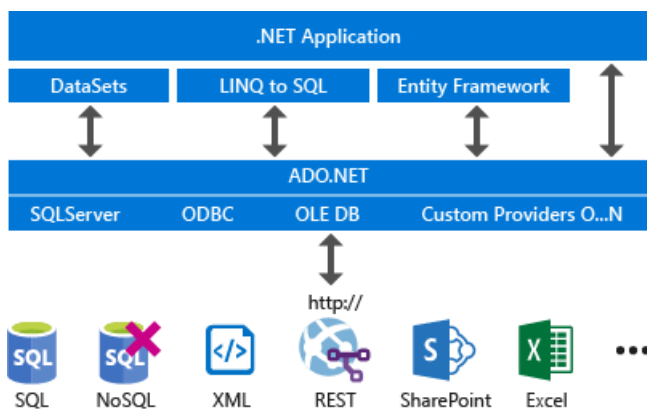 .NET Application
DataSets LINQ to SQL Entity Framework
ADO.NET
SQLServer ODBC OLE DB Custom Providers O...N
http://
SQL SQL </> S X
SQL NoSQL XML REST SharePoint Excel